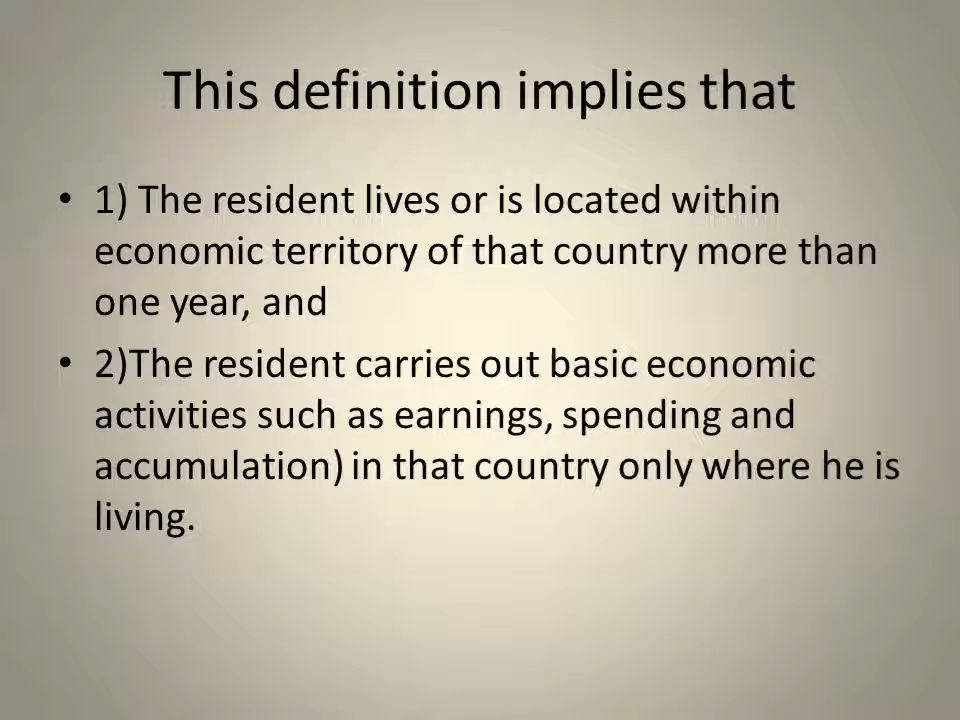 This definition implies that
• 1) The resident lives or is located within
economic territory of that country more than
one year, and
• 2)The resident carries out basic economic
activities such as earnings, spending and
accumulation) in that country only where he is
living.